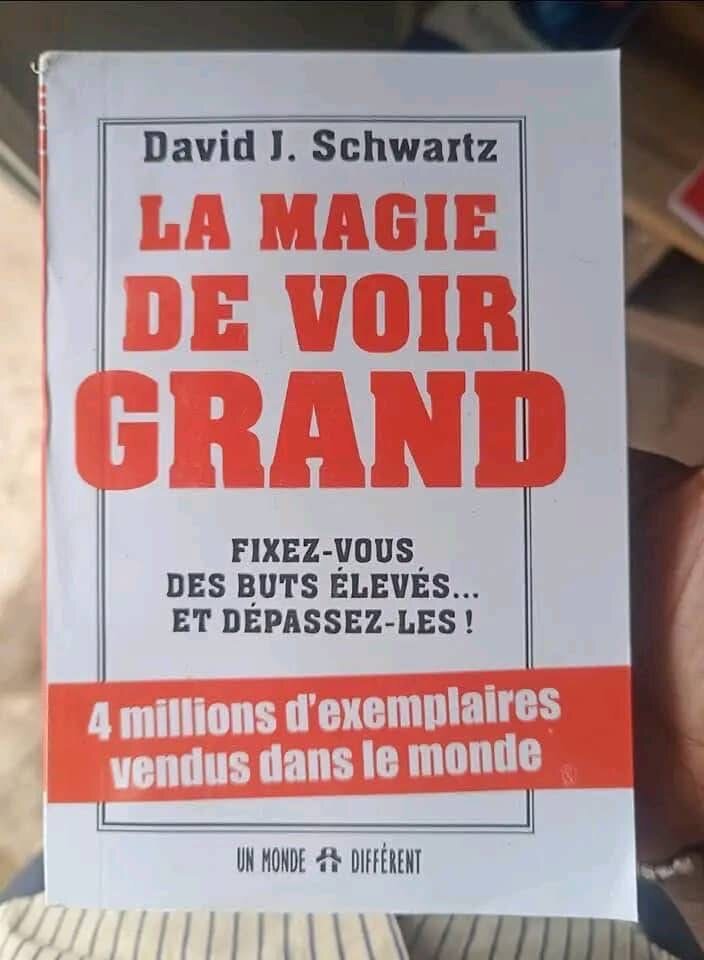 David J. Schwartz
LA MAGIE
DE VOIR
GRAND
FIXEZ-VOUS
DES BUTS ÉLEVÉS...
ET DÉPASSEZ-LES !
4 millions d'exemplaires
vendus dans le monde
UN MONDE DIFFÉRENT